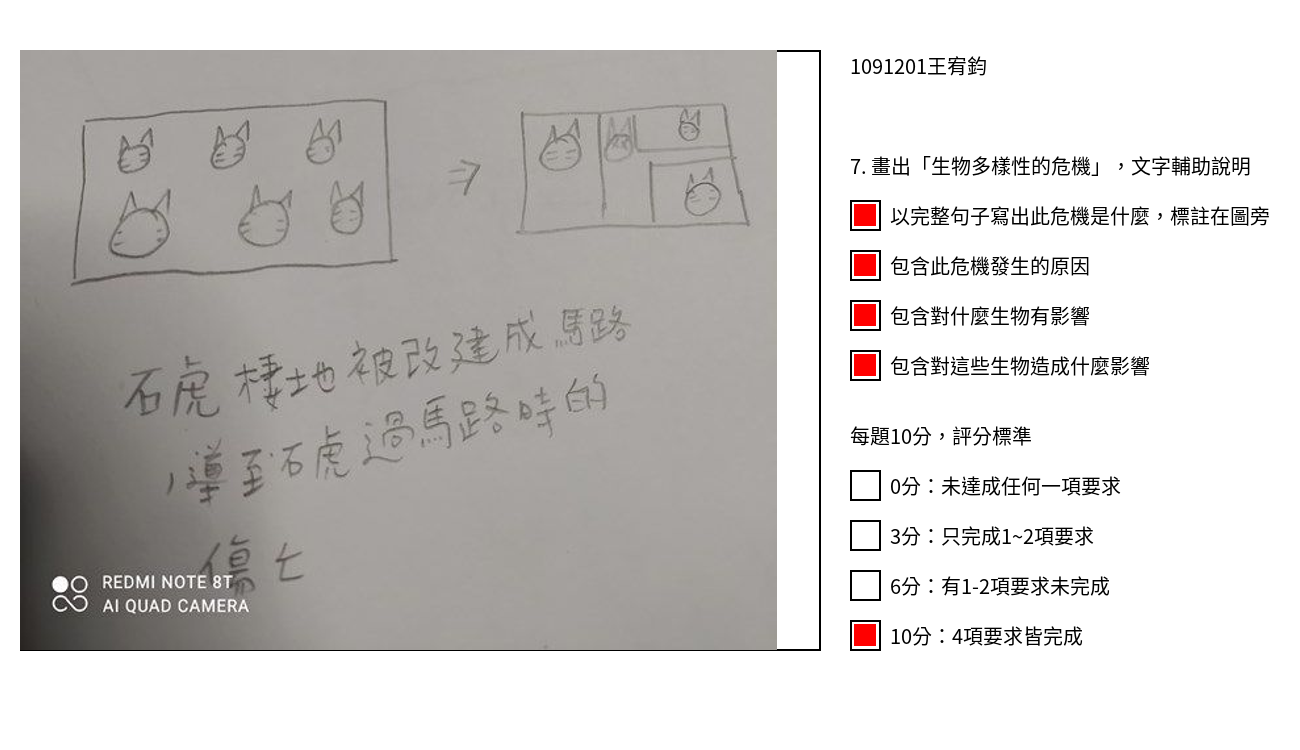 石虎棲地被改建成馬路
,導至石虎過馬路時的
傷亡
REDMI NOTE 8T
AI QUAD CAMERA
1091201王宥鈞
7. 畫出「生物多樣性的危機」，文字輔助說明
以完整句子寫出此危機是什麼，標註在圖旁
包含此危機發生的原因
包含對什麼生物有影響
包含對這些生物造成什麼影響
每題10分，評分標準
0分：未達成任何一項要求
3分：只完成1~2項要求
6分：有1-2項要求未完成
10分：4項要求皆完成